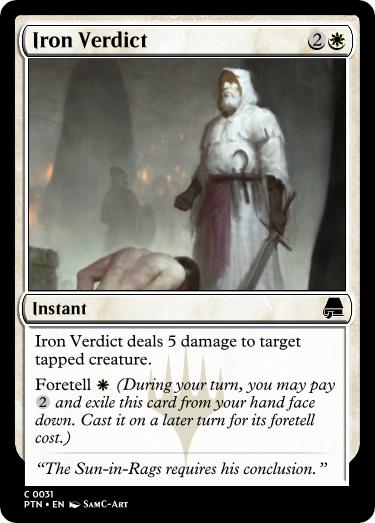 Iron Verdict 2
Instant
Iron Verdict deals 5 damage to target
tapped creature.
Foretell (During your turn, you may pay
2 and exile this card from your hand face
down. Cast it on a later turn for its foretell
cost.)
“The Sun-in-Rags requires his conclusion.”
C 0031
PTN • EN SamC-Art